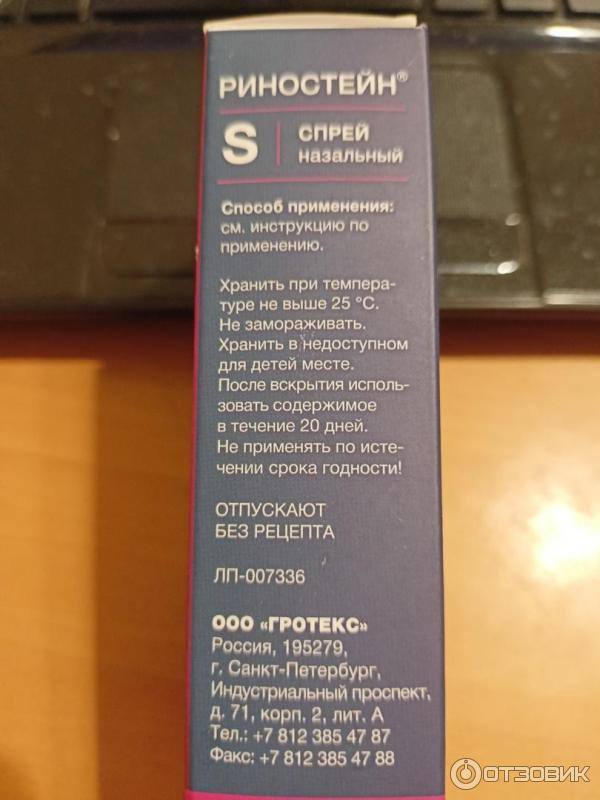 РИНОСТЕЙН®
S
СПРЕЙ
назальный
Способ применения:
см. инструкцию по
применению.
Хранить при темпера-
туре не выше 25 °С.
Не замораживать.
Хранить в недоступном
для детей месте.
После вскрытия исполь-
зовать содержимое
в течение 20 дней.
Не применять по исте-
чении срока годности!
ОТПУСКАЮТ
БЕЗ РЕЦЕПТА
ЛП-007336
ООО «ГРОТЕКС»
Россия, 195279,
г. Санкт-Петербург,
Индустриальный проспект,
д. 71, корп. 2, лит. А
Тел.: +7 812 385 47 87
Факс: +7 812 385 47 88
ОТЗОВИК